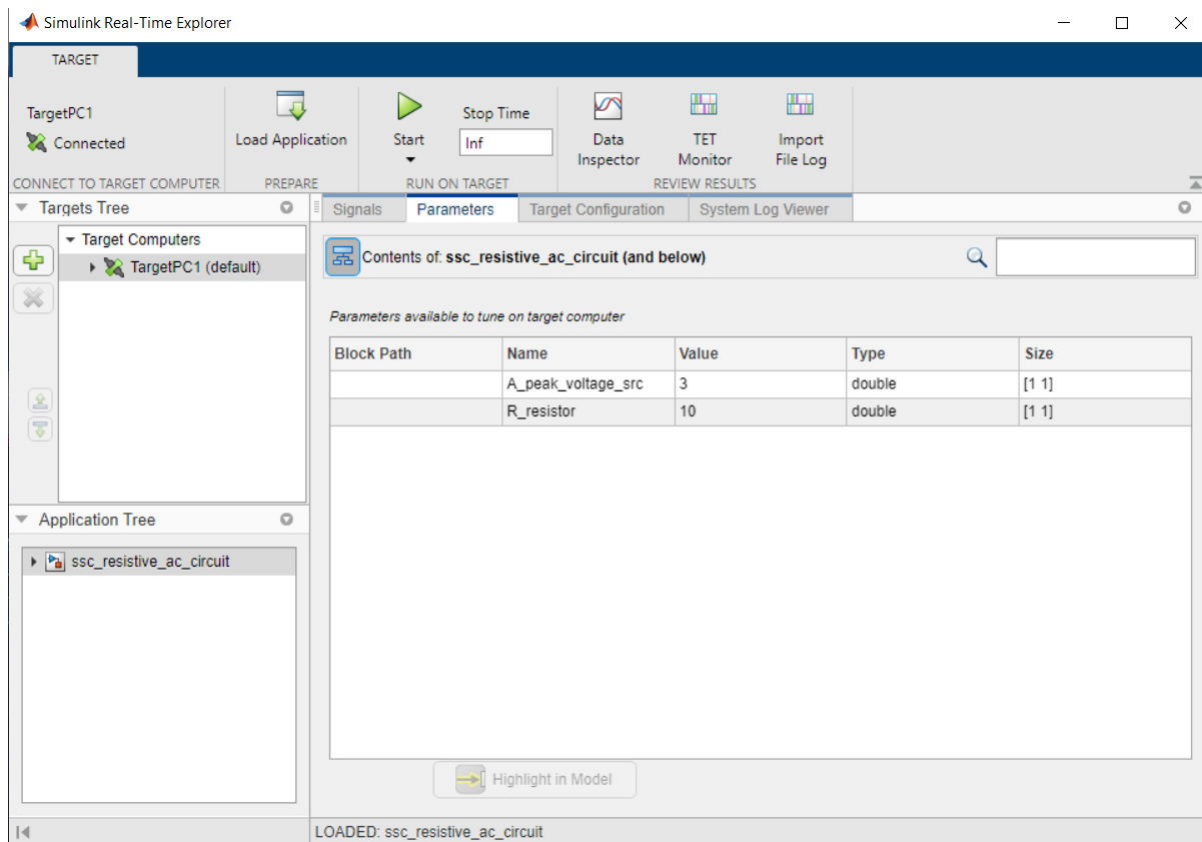 Simulink Real-Time Explorer
TARGET
TargetPC1
Connected
CONNECT TO TARGET COMPUTER
Load Application
PREPARE
Start
Stop Time
Inf
RUN ON TARGET
Data
Inspector
TET
Monitor
Import
File Log
REVIEW RESULTS
Targets Tree
Target Computers
TargetPC1 (default)
Application Tree
ssc_resistive_ac_circuit
Signals
Parameters
Target Configuration
System Log Viewer
Contents of: ssc_resistive_ac_circuit (and below)
Parameters available to tune on target computer
Block Path Name Value Type Size
A_peak_voltage_src 3 double [1 1]
R_resistor 10 double [1 1]
Highlight in Model
LOADED: ssc_resistive_ac_circuit